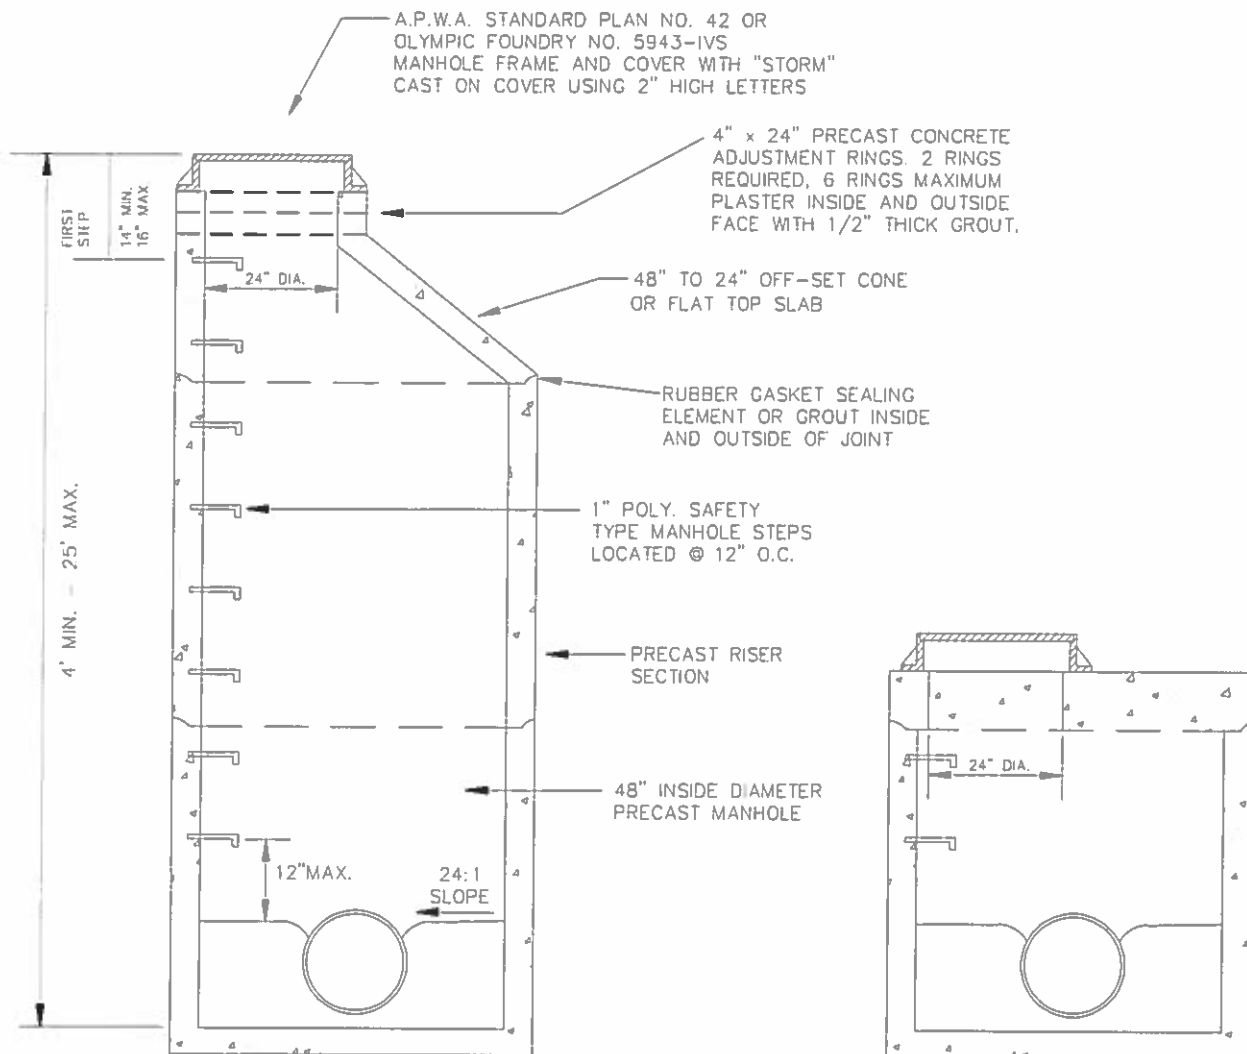 A.P.W.A. STANDARD PLAN NO. 42 OR
OLYMPIC FOUNDRY NO. 5943-IVS
MANHOLE FRAME AND COVER WITH "STORM"
CAST ON COVER USING 2" HIGH LETTERS
4" x 24" PRECAST CONCRETE
ADJUSTMENT RINGS. 2 RINGS
REQUIRED, 6 RINGS MAXIMUM
PLASTER INSIDE AND OUTSIDE
FACE WITH 1/2" THICK GROUT.
FIRST
STEP
14" MIN.
16" MAX
24" DIA.
48" TO 24" OFF-SET CONE
OR FLAT TOP SLAB
RUBBER GASKET SEALING
ELEMENT OR GROUT INSIDE
AND OUTSIDE OF JOINT
4' MIN. - 25' MAX.
1" POLY. SAFETY
TYPE MANHOLE STEPS
LOCATED @ 12" O.C.
PRECAST RISER
SECTION
24" DIA.
48" INSIDE DIAMETER
PRECAST MANHOLE
12"MAX.
24:1
SLOPE